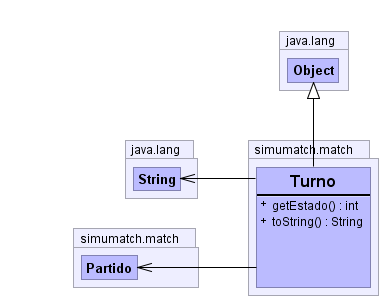 java.lang
Object
java.lang
String
simumatch.match
Turno
+ getEstado() : int
+ toString() : String
simumatch.match
Partido